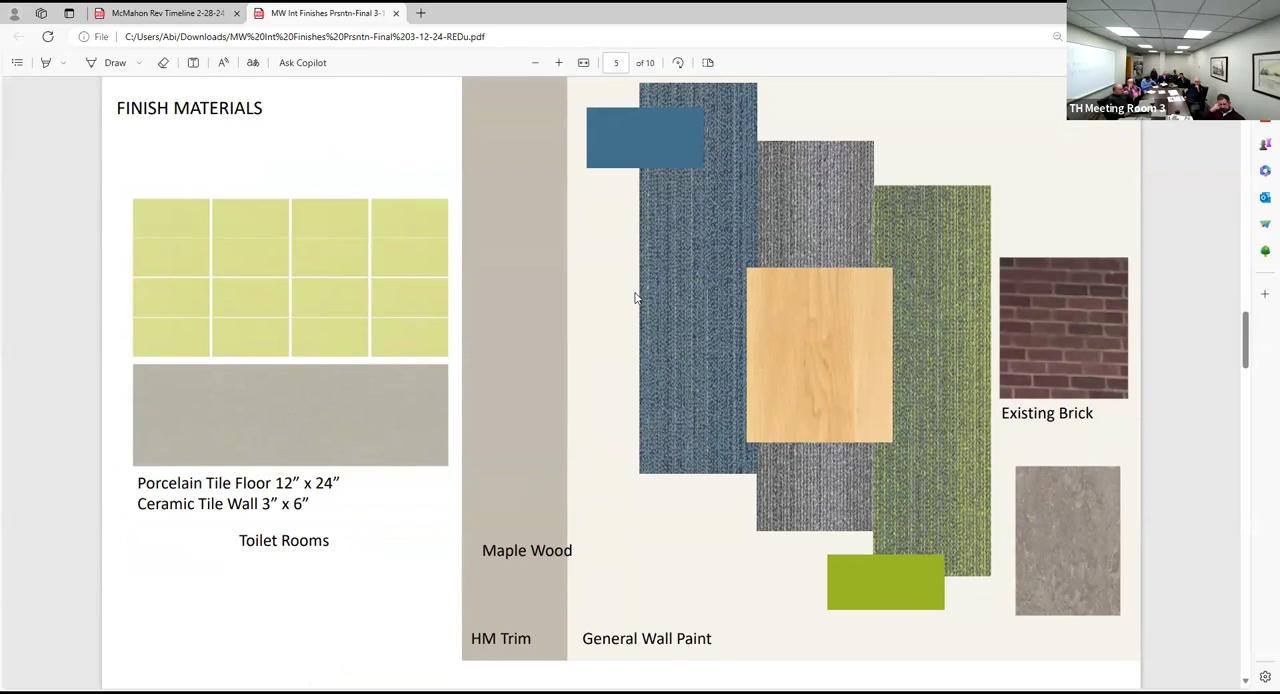 McMahon Rev Timeline 2-28-24
MW Int Finishes Prsntn-Final 3-1
File
C:/Users/Abi/Downloads/MW%20Int%20Finishes%20Prsntn-Final%203-12-24-REDu.pdf
Draw
Ask Copilot
5
of 10
TH Meeting Room 3
FINISH MATERIALS
Existing Brick
Porcelain Tile Floor 12” x 24”
Ceramic Tile Wall 3” x 6”
Toilet Rooms
Maple Wood
HM Trim
General Wall Paint